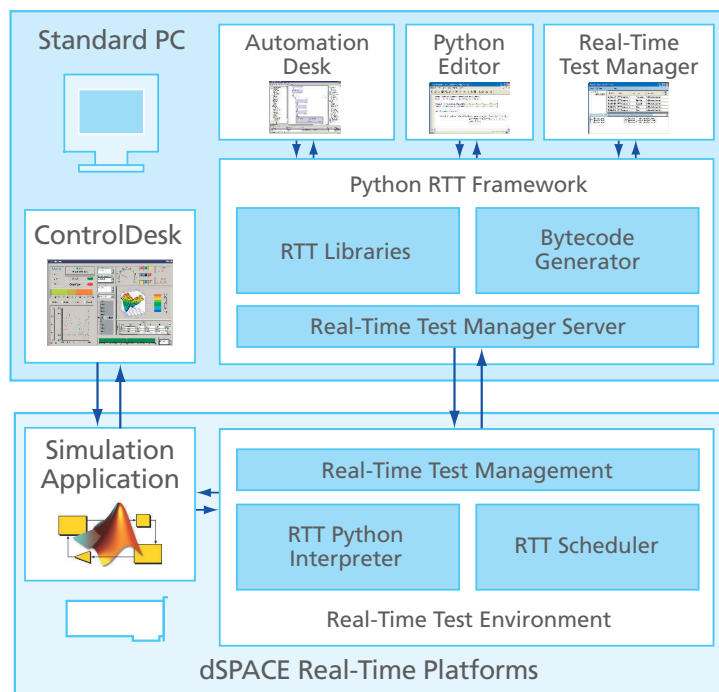 Standard PC
Automation
Desk
Python
Editor
Real-Time
Test Manager
Python RTT Framework
ControlDesk
RTT Libraries
Bytecode
Generator
Real-Time Test Manager Server
Simulation
Application
Real-Time Test Management
RTT Python
Interpreter
RTT Scheduler
Real-Time Test Environment
dSPACE Real-Time Platforms